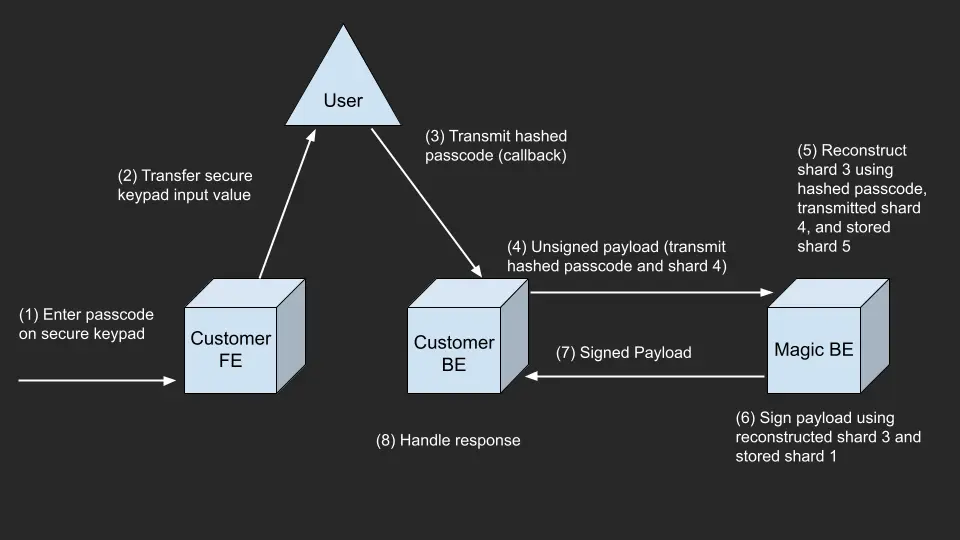 User
(3) Transmit hashed
passcode (callback)
(2) Transfer secure
keypad input value
(5) Reconstruct
shard 3 using
hashed passcode,
transmitted shard
4, and stored
shard 5
(4) Unsigned payload (transmit
hashed passcode and shard 4)
(1) Enter passcode
on secure keypad
Customer
FE
Customer
BE
(7) Signed Payload
Magic BE
(8) Handle response
(6) Sign payload using
reconstructed shard 3 and
stored shard 1